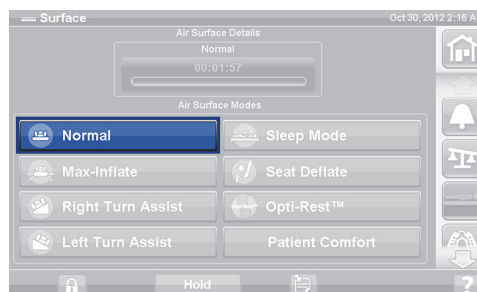 Surface
Oct 30, 2012 2:16 A
Air Surface Details
Normal
00:01:57
Air Surface Modes
Normal
Sleep Mode
Max-Inflate
Seat Deflate
Right Turn Assist
Opti-Rest™
Left Turn Assist
Patient Comfort
Hold
?